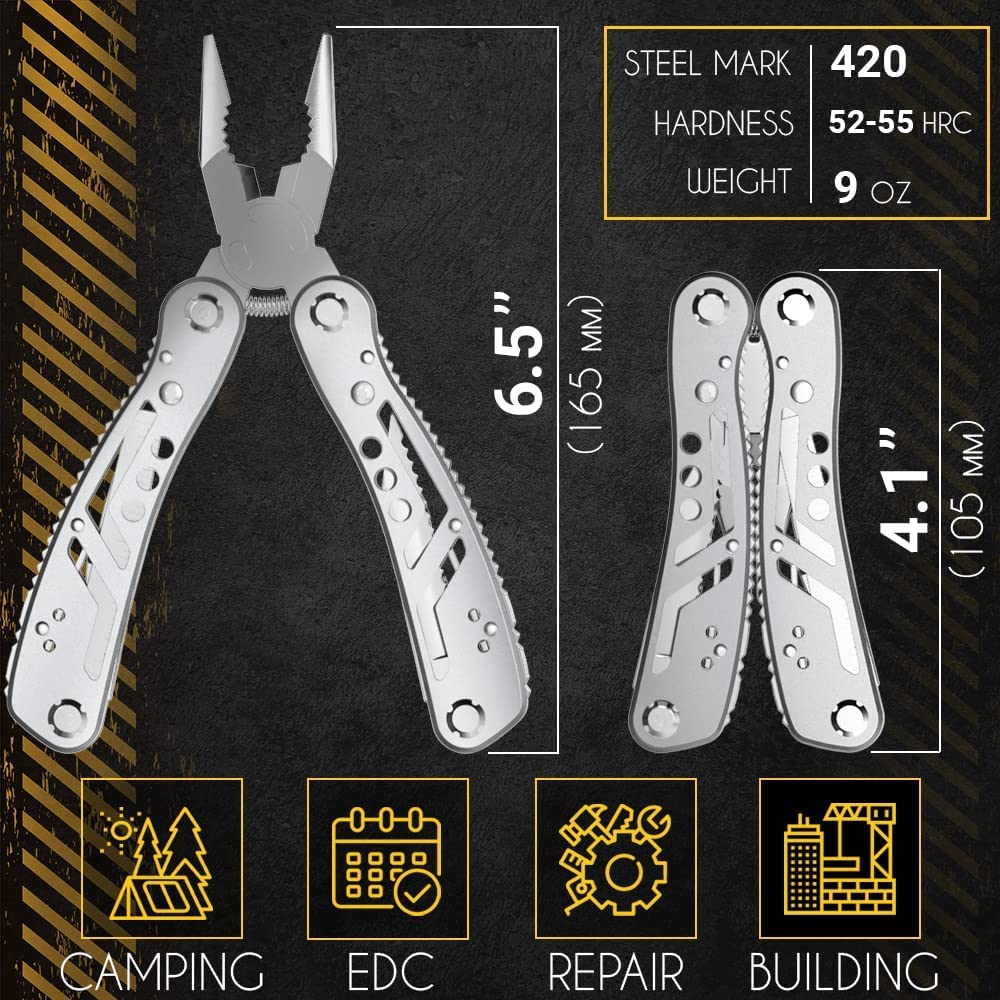 STEEL MARK 420
HARDNESS 52-55 HRC
WEIGHT 9 OZ
6.5”
(165 MM)
4.1”
(105 MM)
CAMPING
EDC
REPAIR
BUILDING